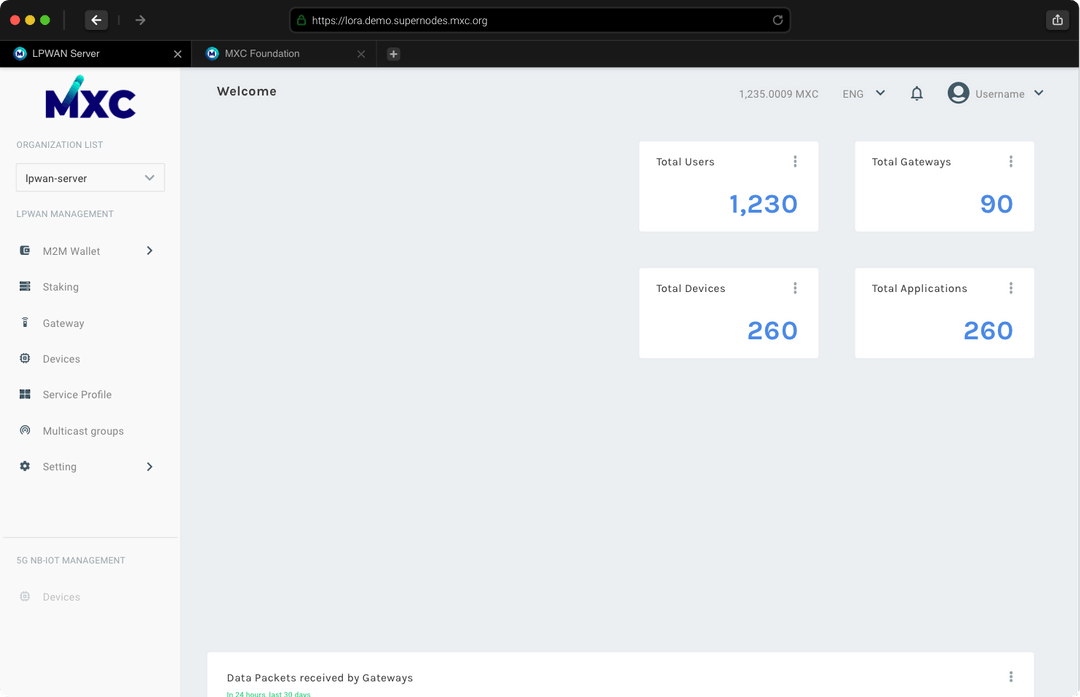 https://lora.demo.supernodes.mxc.org
LPWAN Server
MXC Foundation
MXC
Welcome
1,235.0009 MXC
ENG
Username
ORGANIZATION LIST
lpwan-server
LPWAN MANAGEMENT
M2M Wallet
Staking
Gateway
Devices
Service Profile
Multicast groups
Setting
5G NB-IOT MANAGEMENT
Devices
Total Users
1,230
Total Gateways
90
Total Devices
260
Total Applications
260
Data Packets received by Gateways
In 24 hours, last 30 days